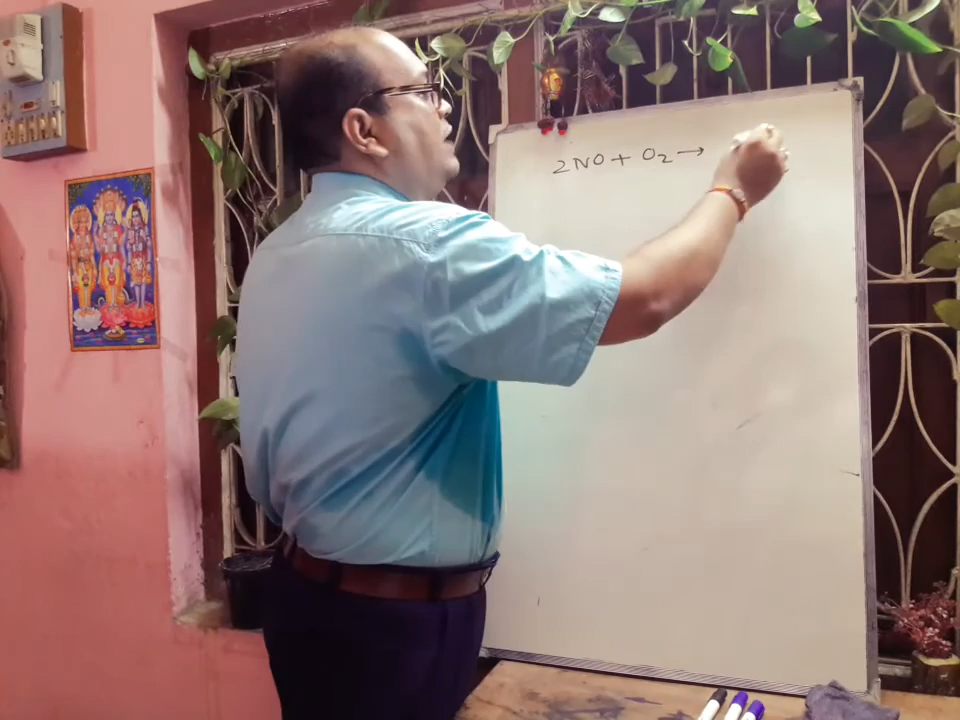 2NO + O₂ →